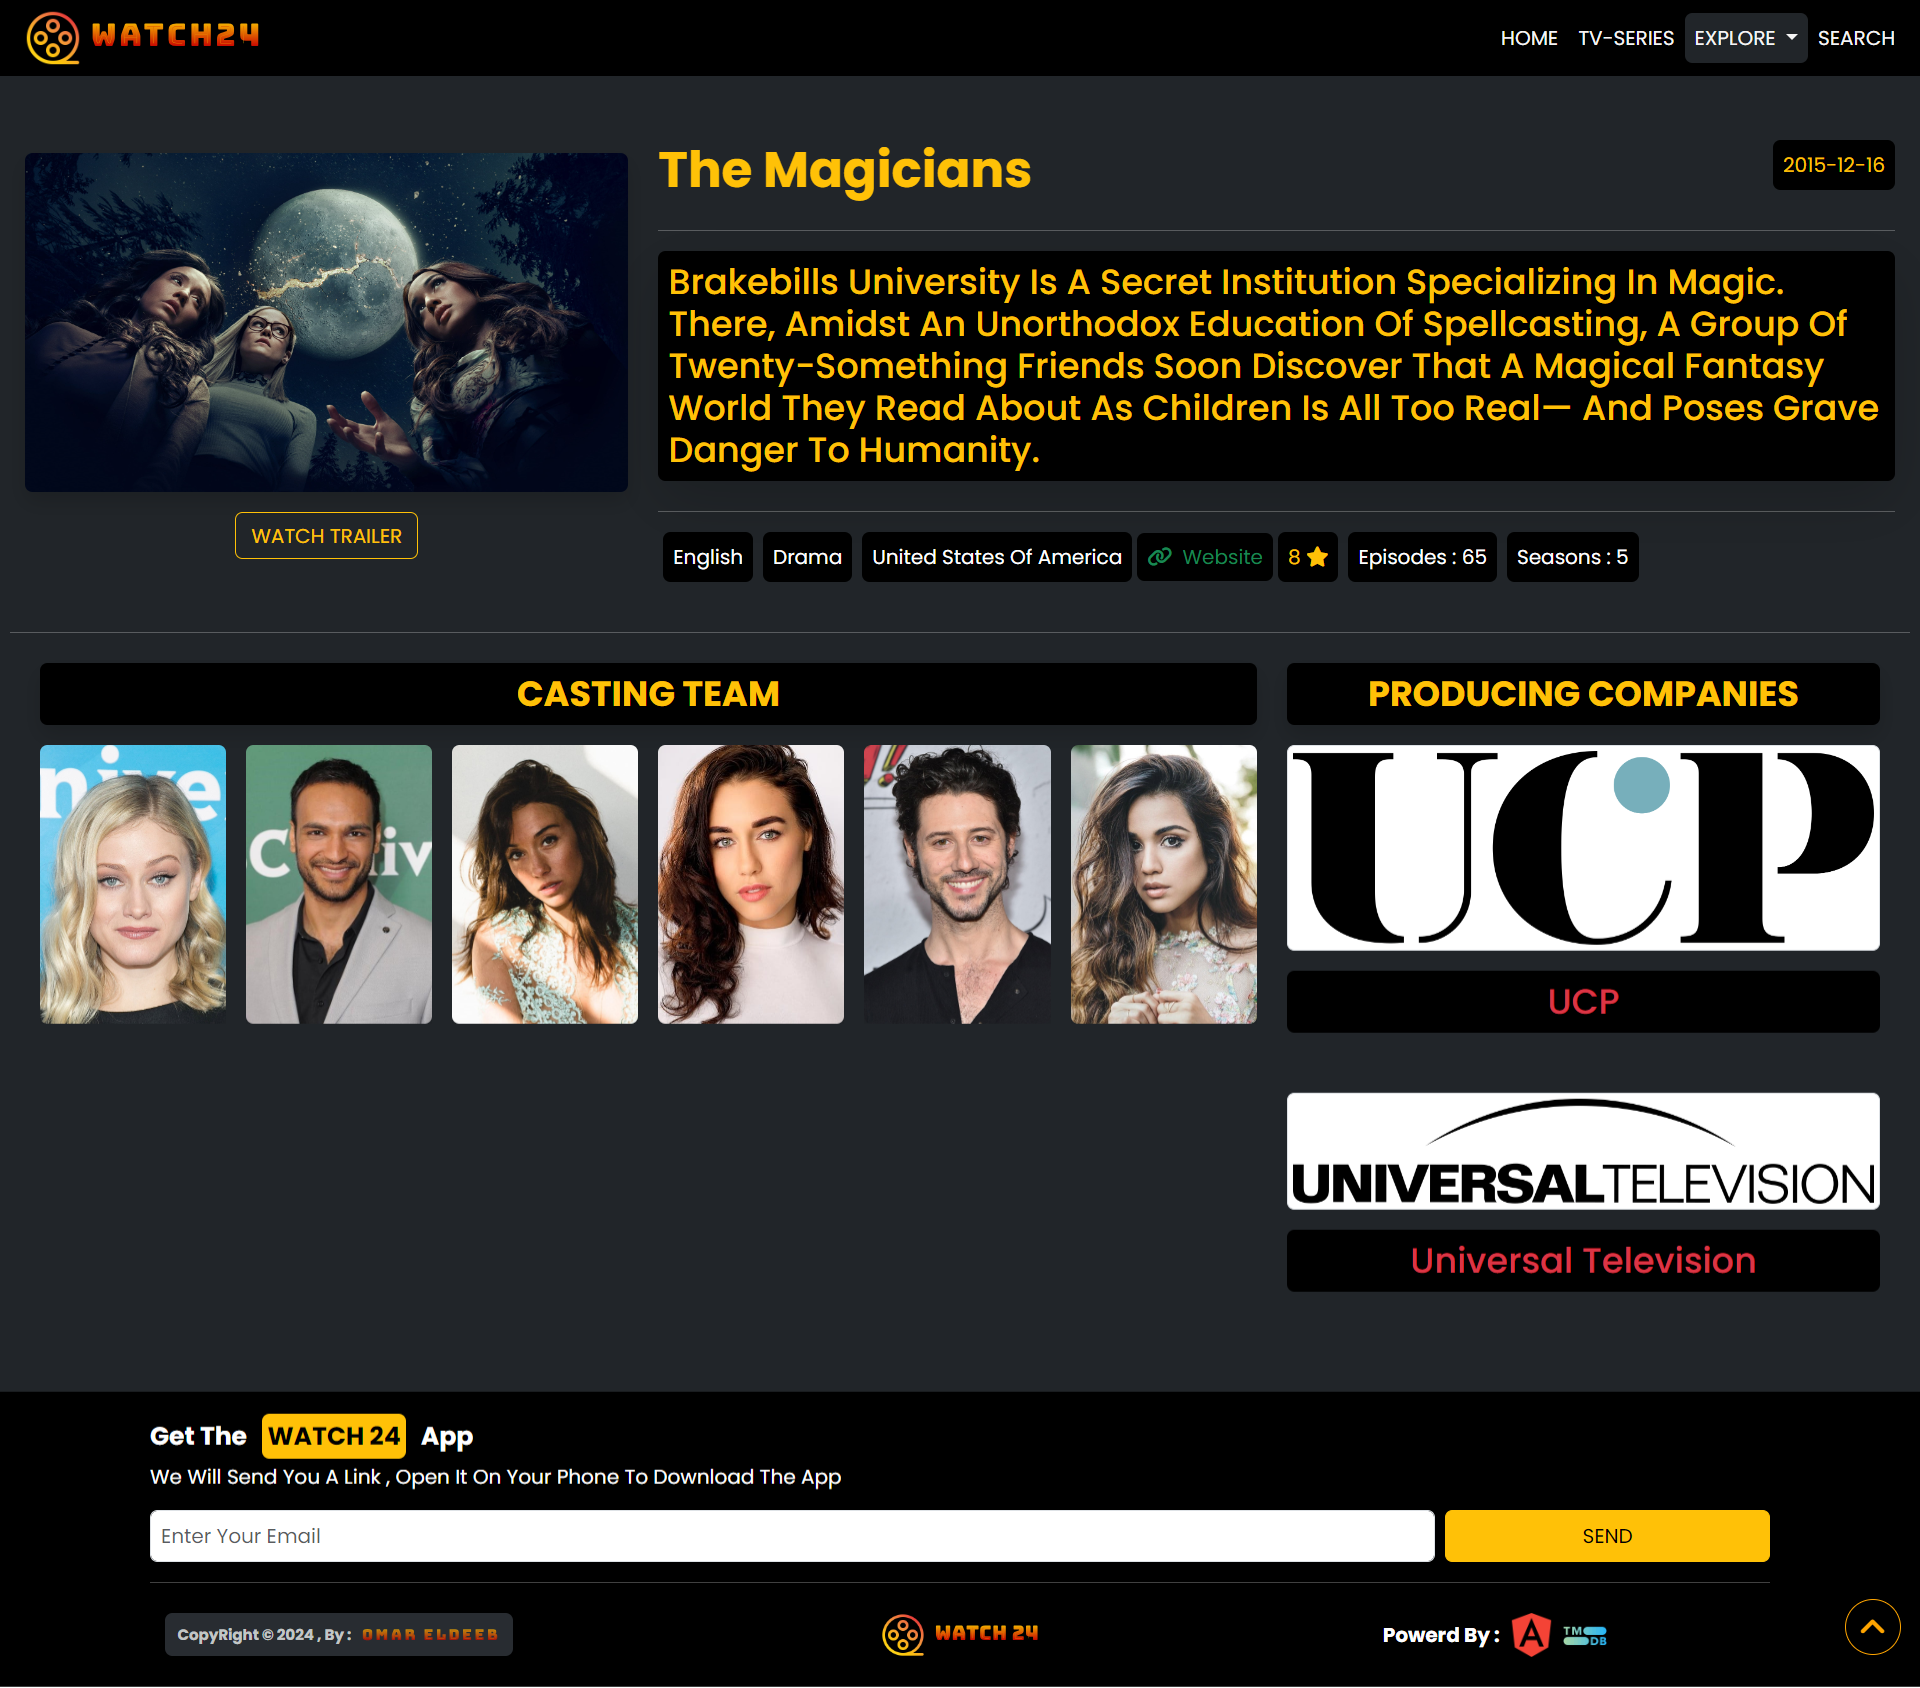 WATCH24
HOME TV-SERIES EXPLORE SEARCH
The Magicians
2015-12-16
Brakebills University Is A Secret Institution Specializing In Magic.
There, Amidst An Unorthodox Education Of Spellcasting, A Group Of
Twenty-Something Friends Soon Discover That A Magical Fantasy
World They Read About As Children Is All Too Real— And Poses Grave
Danger To Humanity.
WATCH TRAILER
English Drama United States Of America Website 8 Episodes : 65 Seasons : 5
CASTING TEAM
PRODUCING COMPANIES
UCP
UCP
UNIVERSALTELEVISION
Universal Television
Get The WATCH 24 App
We Will Send You A Link , Open It On Your Phone To Download The App
Enter Your Email
SEND
CopyRight © 2024 , By : OMAR ELDEEB
WATCH 24
Powerd By : A TMDB